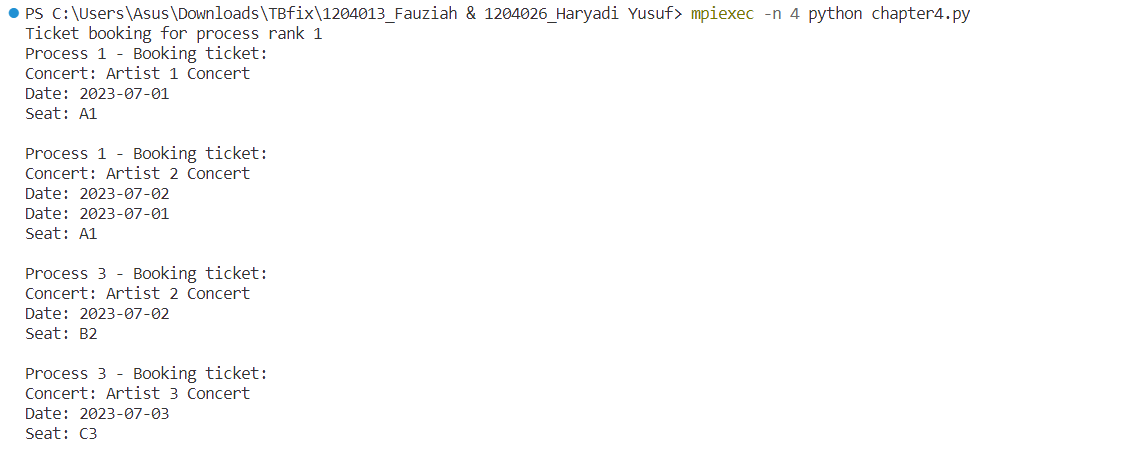 PS C:\Users\Asus\Downloads\TBfix\1204013_Fauziah & 1204026_Haryadi Yusuf> mpiexec -n 4 python chapter4.py
Ticket booking for process rank 1
Process 1 - Booking ticket:
Concert: Artist 1 Concert
Date: 2023-07-01
Seat: A1

Process 1 - Booking ticket:
Concert: Artist 2 Concert
Date: 2023-07-02
Date: 2023-07-01
Seat: A1

Process 3 - Booking ticket:
Concert: Artist 2 Concert
Date: 2023-07-02
Seat: B2

Process 3 - Booking ticket:
Concert: Artist 3 Concert
Date: 2023-07-03
Seat: C3